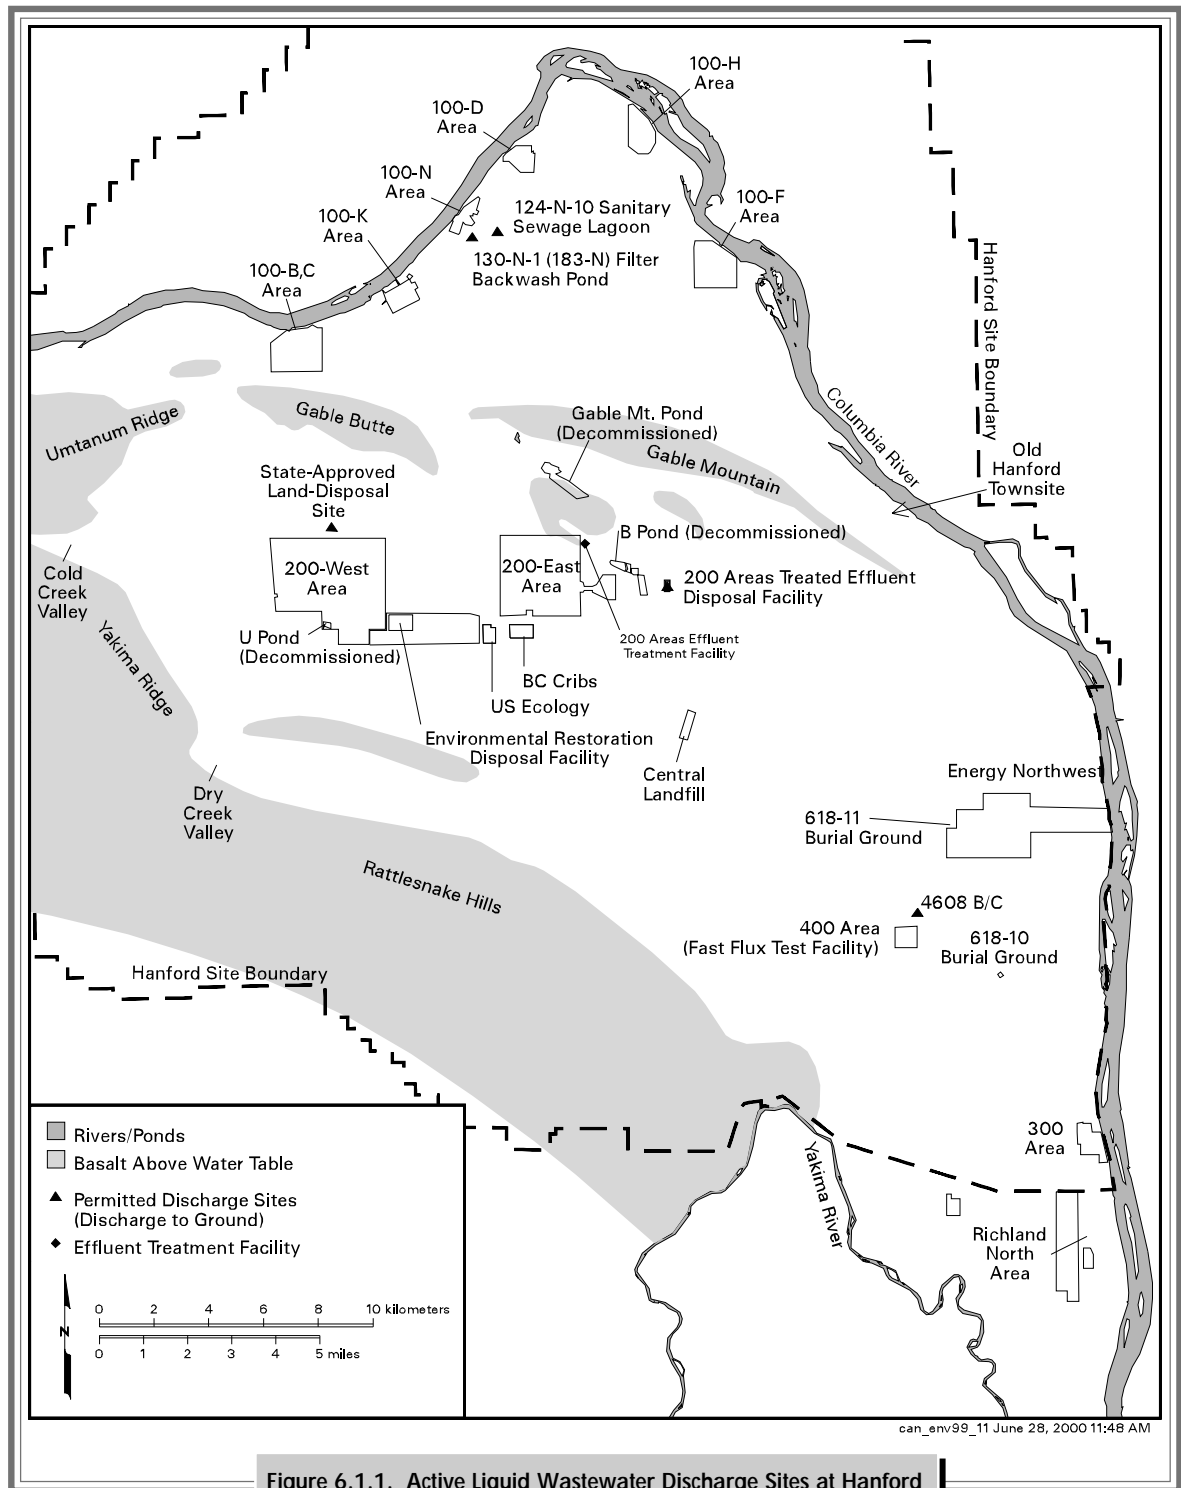 100-H
Area
100-D
Area
100-N
Area
124-N-10 Sanitary
Sewage Lagoon
100-F
Area
100-K
Area
130-N-1 (183-N) Filter
Backwash Pond
100-B,C
Area
Hanford Site Boundary
Columbia River
Umtanum Ridge
Gable Butte
Gable Mt. Pond
(Decommissioned)
Gable Mountain
Old
Hanford
Townsite
State-Approved
Land-Disposal
Site
B Pond (Decommissioned)
200-West
Area
200-East
Area
200 Areas Treated Effluent
Disposal Facility
Cold
Creek
Valley
Yakima Ridge
U Pond
(Decommissioned)
200 Areas Effluent
Treatment Facility
BC Cribs
US Ecology
Environmental Restoration
Disposal Facility
Central
Landfill
Energy Northwest
Dry
Creek
Valley
618-11
Burial Ground
Rattlesnake Hills
4608 B/C
400 Area
(Fast Flux Test Facility)
618-10
Burial Ground
Hanford Site Boundary
300
Area
Yakima River
Richland
North
Area
Rivers/Ponds
Basalt Above Water Table
Permitted Discharge Sites
(Discharge to Ground)
Effluent Treatment Facility
N
0 2 4 6 8 10 kilometers
0 1 2 3 4 5 miles
can_env99_11 June 28, 2000 11:48 AM
Figure 6.1.1. Active Liquid Wastewater Discharge Sites at Hanford